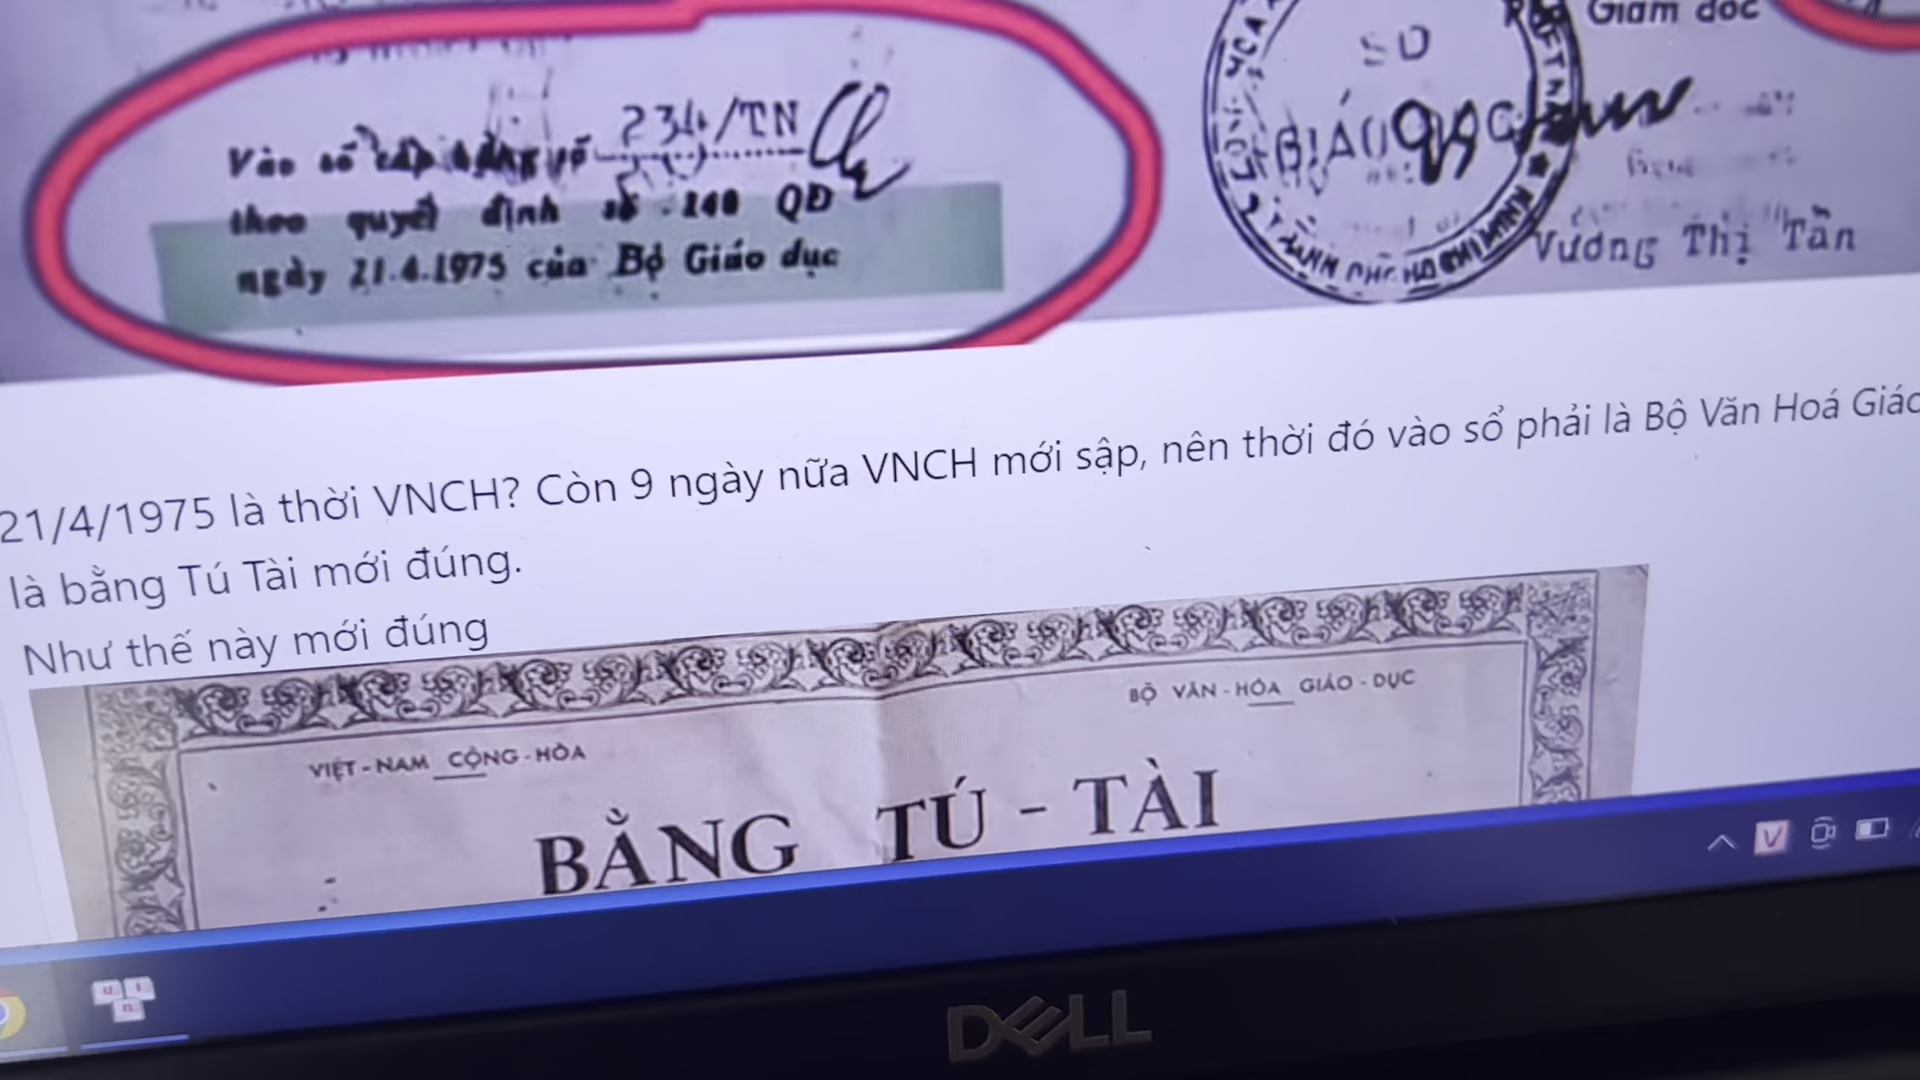 Giám đốc
Vào số cấp bằng số 234/TN
theo quyết định số 240 QĐ
ngày 21.4.1975 của Bộ Giáo dục
SỞ
GIÁO DỤC
Vương Thị Tần
21/4/1975 là thời VNCH? Còn 9 ngày nữa VNCH mới sập, nên thời đó vào sổ phải là Bộ Văn Hoá Giáo
là bằng Tú Tài mới đúng.
Như thế này mới đúng
VIỆT-NAM CỘNG-HÒA
BỘ VĂN-HÓA GIÁO-DỤC
BẰNG TÚ-TÀI
V
U I
n
DELL